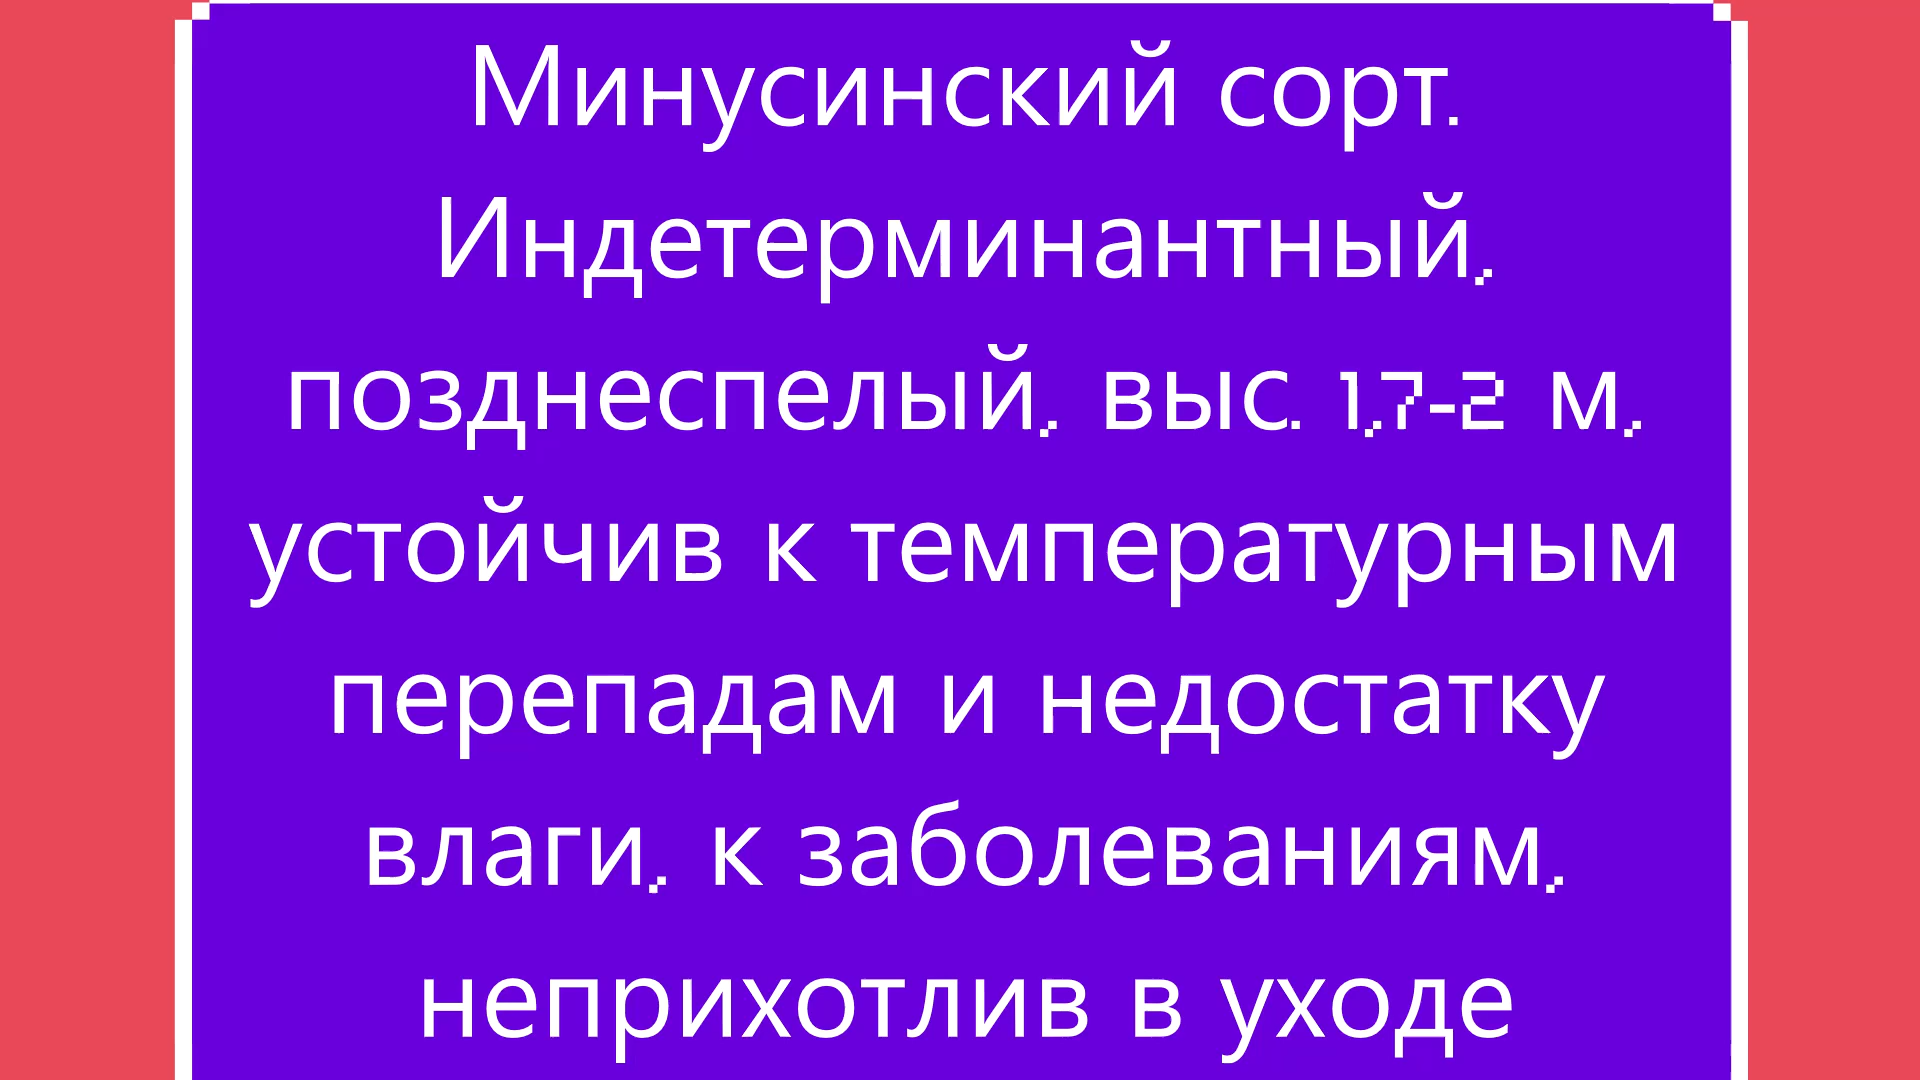 Минусинский сорт.
Индетерминантный,
позднеспелый, выс. 1,7-2 м,
устойчив к температурным
перепадам и недостатку
влаги, к заболеваниям,
неприхотлив в уходе